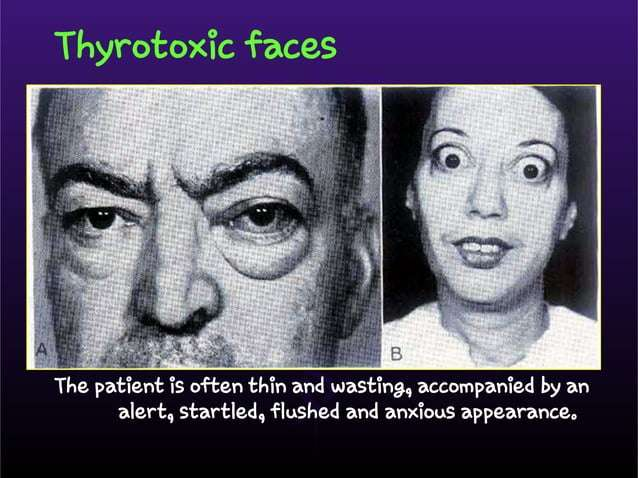 Thyrotoxic faces
A
B
The patient is often thin and wasting, accompanied by an
alert, startled, flushed and anxious appearance.